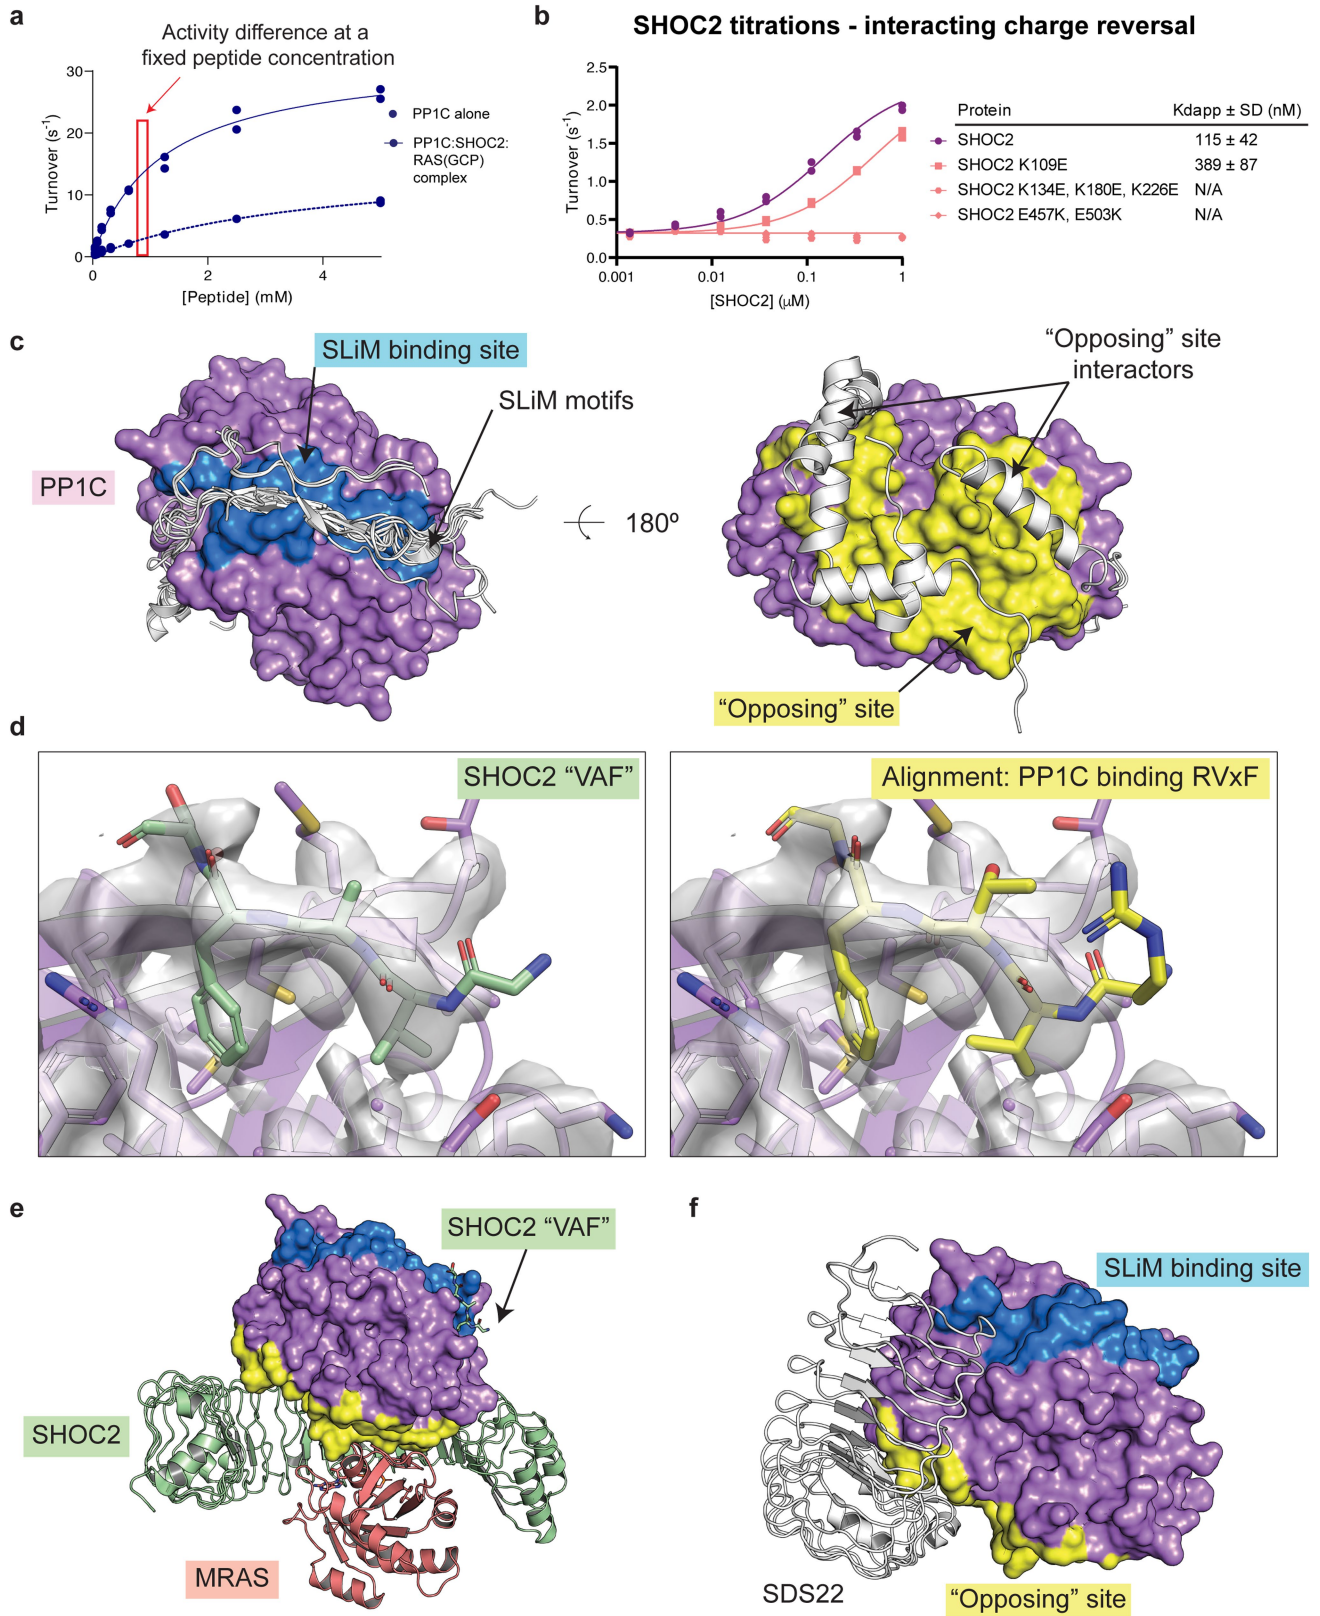 a
Activity difference at a
fixed peptide concentration
30
20
10
0
Turnover (s⁻¹)
0
2
4
[Peptide] (mM)
PP1C alone
PP1C:SHOC2:
RAS(GCP)
complex
b
SHOC2 titrations - interacting charge reversal
2.5
2.0
1.5
1.0
0.5
0.0
Turnover (s⁻¹)
0.001
0.01
0.1
1
[SHOC2] (μM)
Protein Kdapp ± SD (nM)
SHOC2 115 ± 42
SHOC2 K109E 389 ± 87
SHOC2 K134E, K180E, K226E N/A
SHOC2 E457K, E503K N/A
c
SLiM binding site
SLiM motifs
PP1C
180º
“Opposing” site
interactors
“Opposing” site
d
SHOC2 “VAF”
Alignment: PP1C binding RVxF
e
SHOC2 “VAF”
SHOC2
MRAS
f
SLiM binding site
SDS22
“Opposing” site